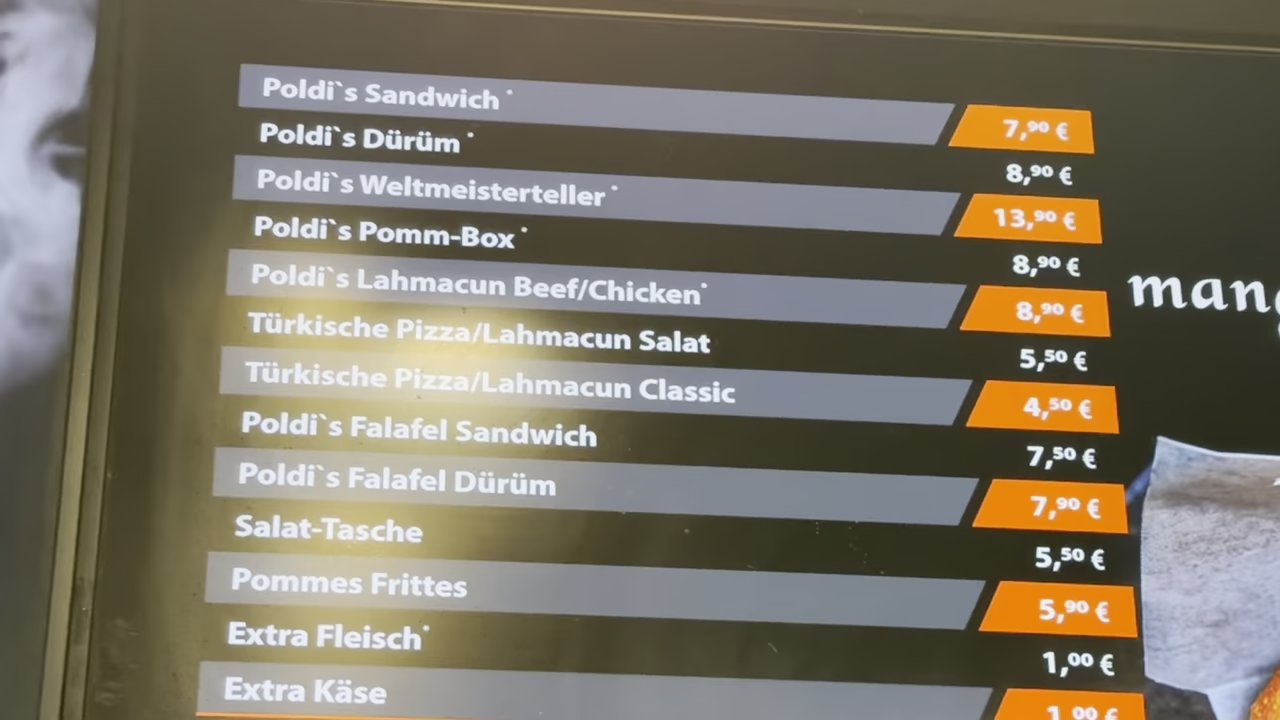 Poldi`s Sandwich * 7,90 €
Poldi`s Dürüm * 8,90 €
Poldi`s Weltmeisterteller * 13,90 €
Poldi`s Pomm-Box * 8,90 €
Poldi`s Lahmacun Beef/Chicken* 8,90 €
Türkische Pizza/Lahmacun Salat 5,50 €
Türkische Pizza/Lahmacun Classic 4,50 €
Poldi`s Falafel Sandwich 7,50 €
Poldi`s Falafel Dürüm 7,90 €
Salat-Tasche 5,50 €
Pommes Frittes 5,90 €
Extra Fleisch* 1,00 €
Extra Käse 1,00 €